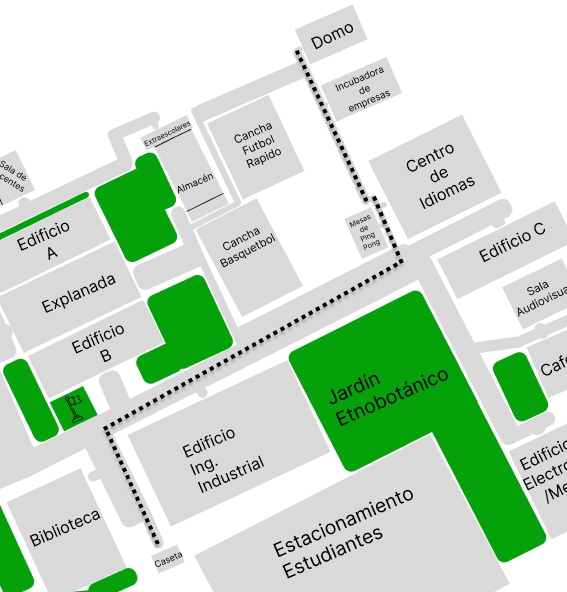 Domo
Incubadora
de
empresas
Extraescolares
Cancha
Futbol
Rapido
Centro
de
Idiomas
Sala de
centes
Almacén
Mesas
de
Ping
Pong
Edificio
A
Cancha
Basquetbol
Edificio C
Explanada
Sala
Audiovisua
Edificio
B
Jardín
Etnobotánico
Café
Edificio
Ing.
Industrial
Edificio
Electro
/Me
Biblioteca
Estacionamiento
Estudiantes
Caseta